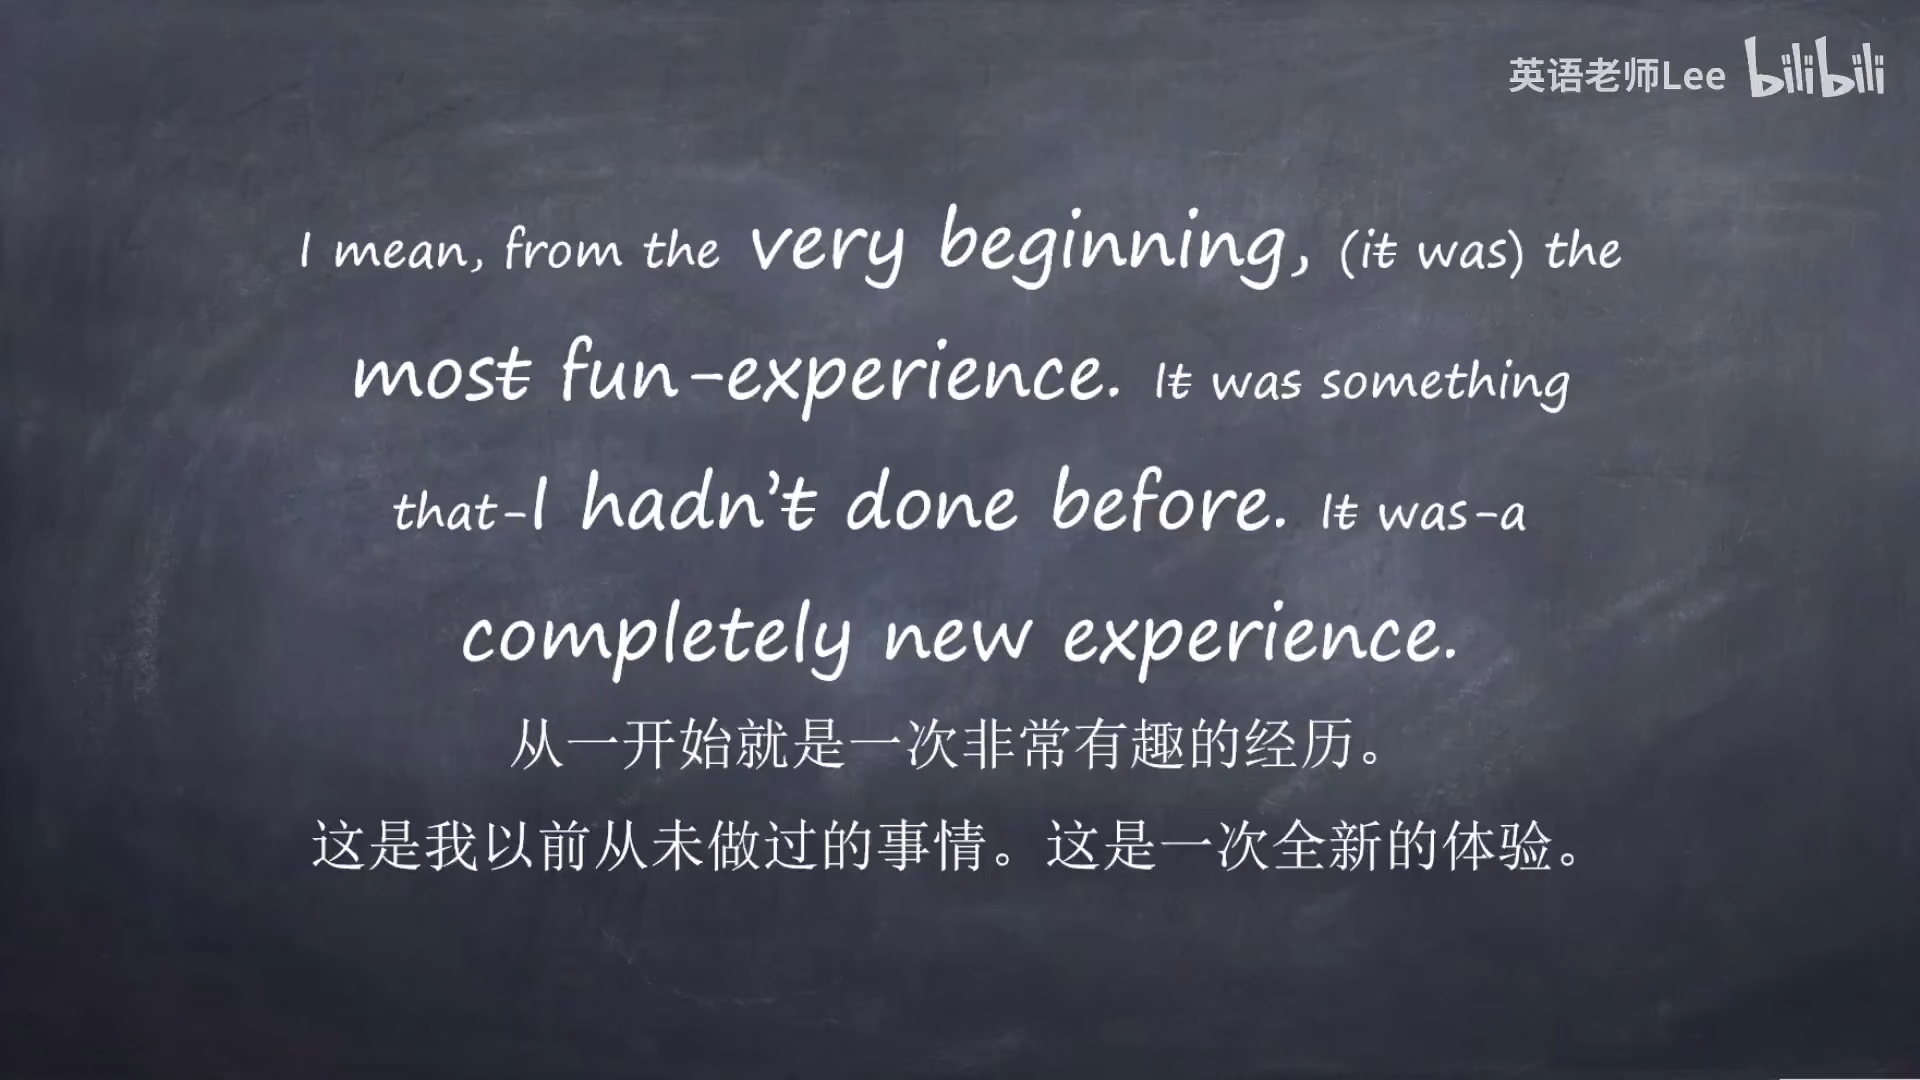 英语老师Lee bilibili
I mean, from the very beginning, (it was) the
most fun-experience. It was something
that-I hadn't done before. It was-a
completely new experience.
从一开始就是一次非常有趣的经历。
这是我以前从未做过的事情。这是一次全新的体验。